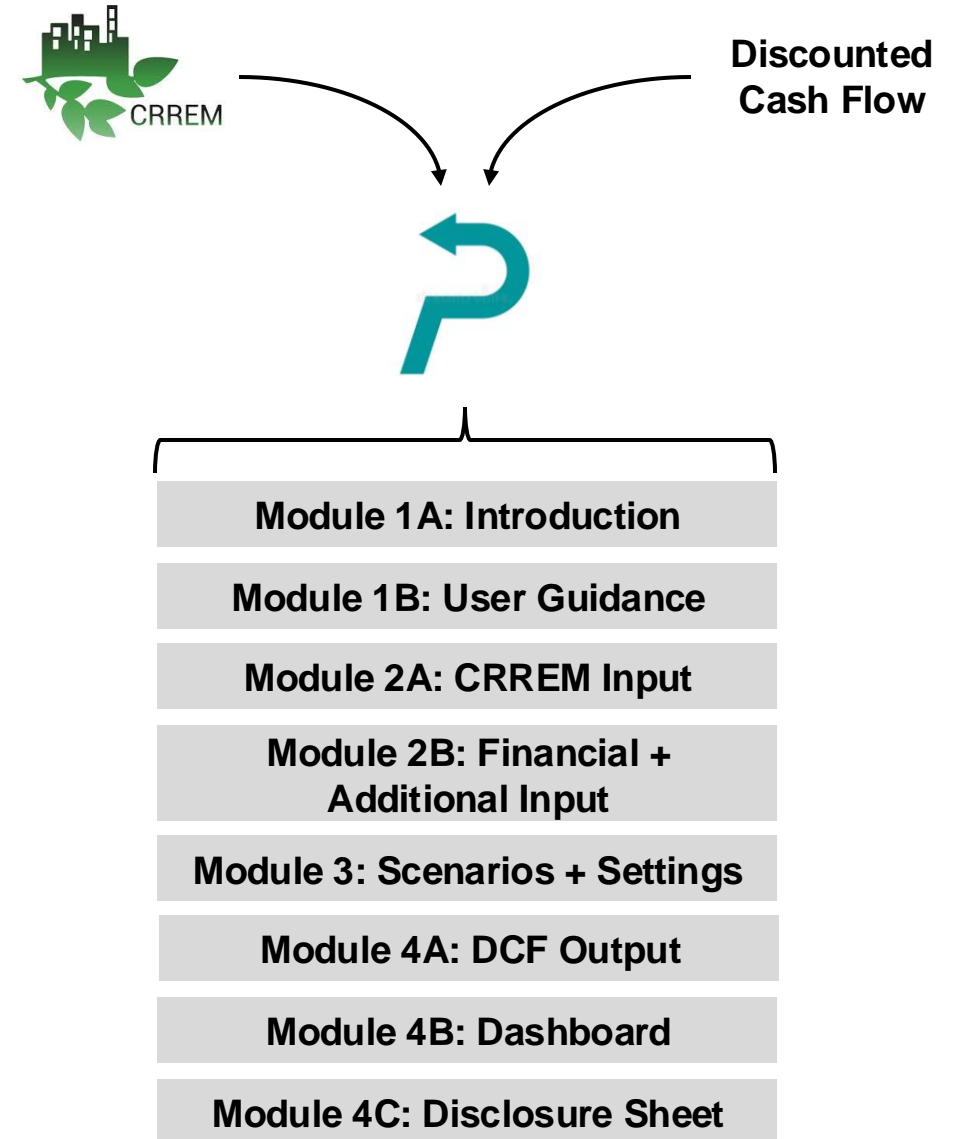 CRREM
Discounted
Cash Flow
Module 1A: Introduction
Module 1B: User Guidance
Module 2A: CRREM Input
Module 2B: Financial +
Additional Input
Module 3: Scenarios + Settings
Module 4A: DCF Output
Module 4B: Dashboard
Module 4C: Disclosure Sheet